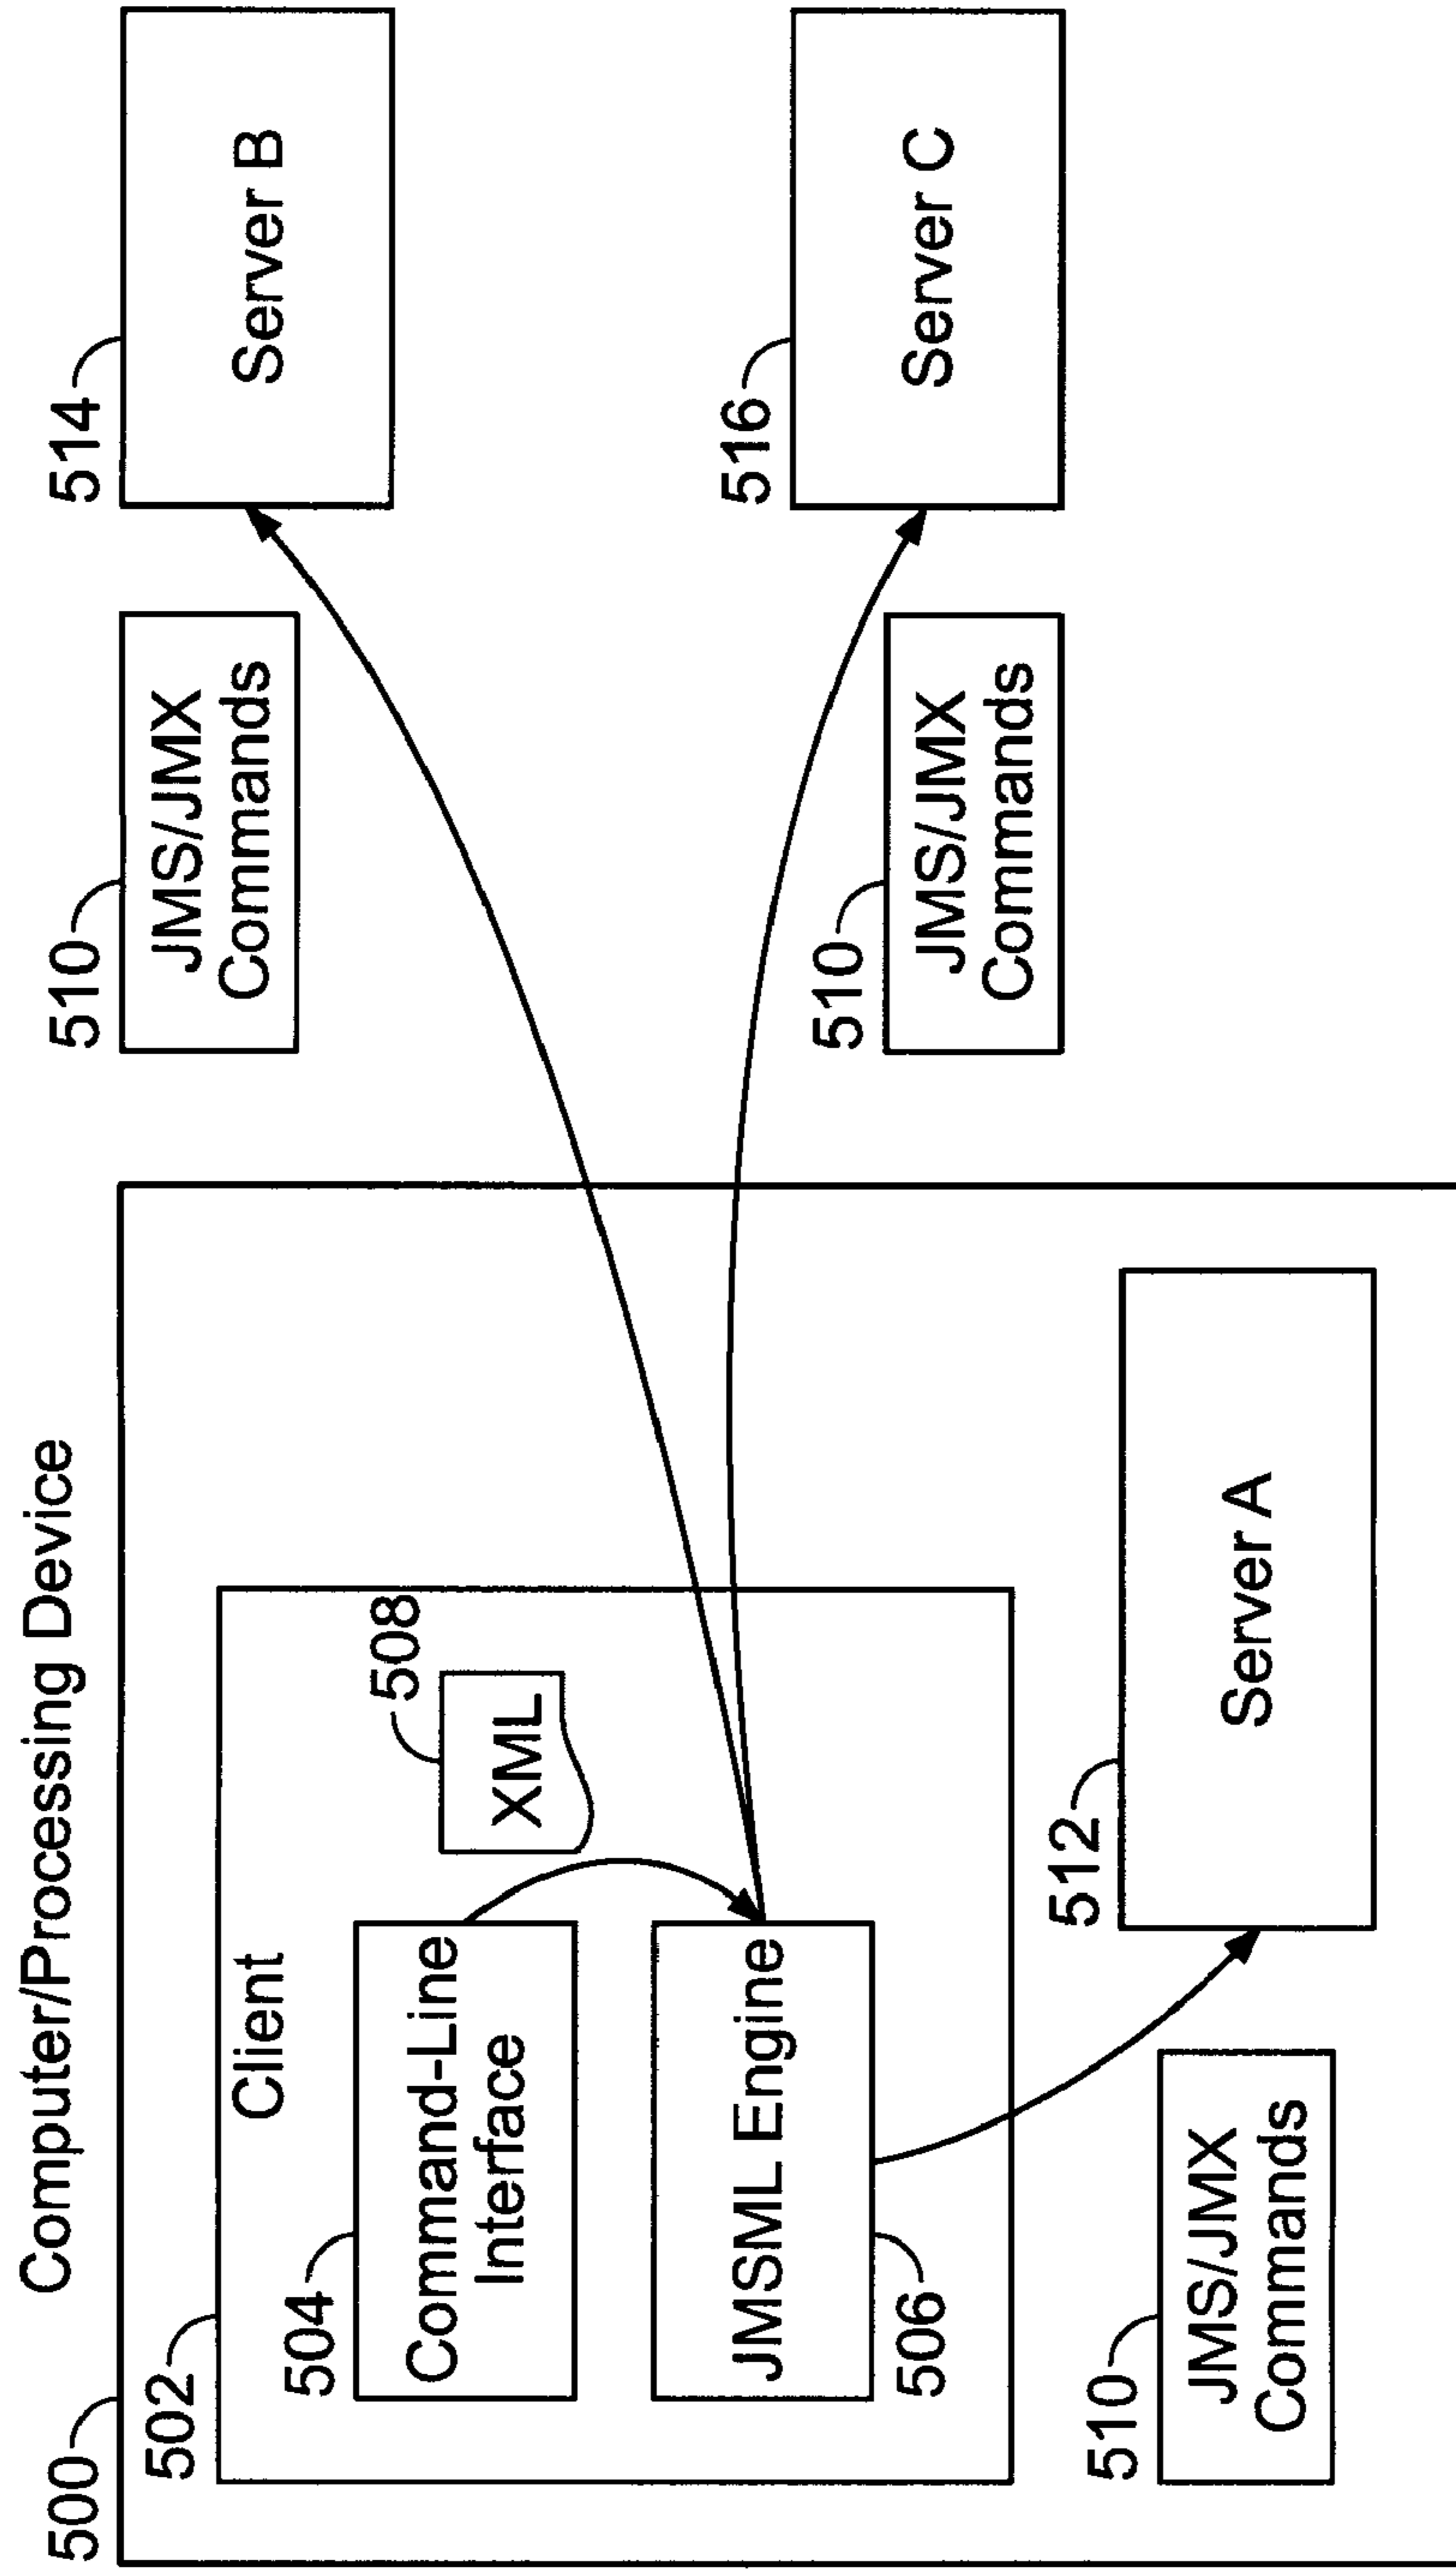 Computer/Processing Device
500
502
Client
504
Command-Line
Interface
508
XML
JMSML Engine
506
510
JMS/JMX
Commands
512
Server A
510
JMS/JMX
Commands
514
Server B
510
JMS/JMX
Commands
516
Server C